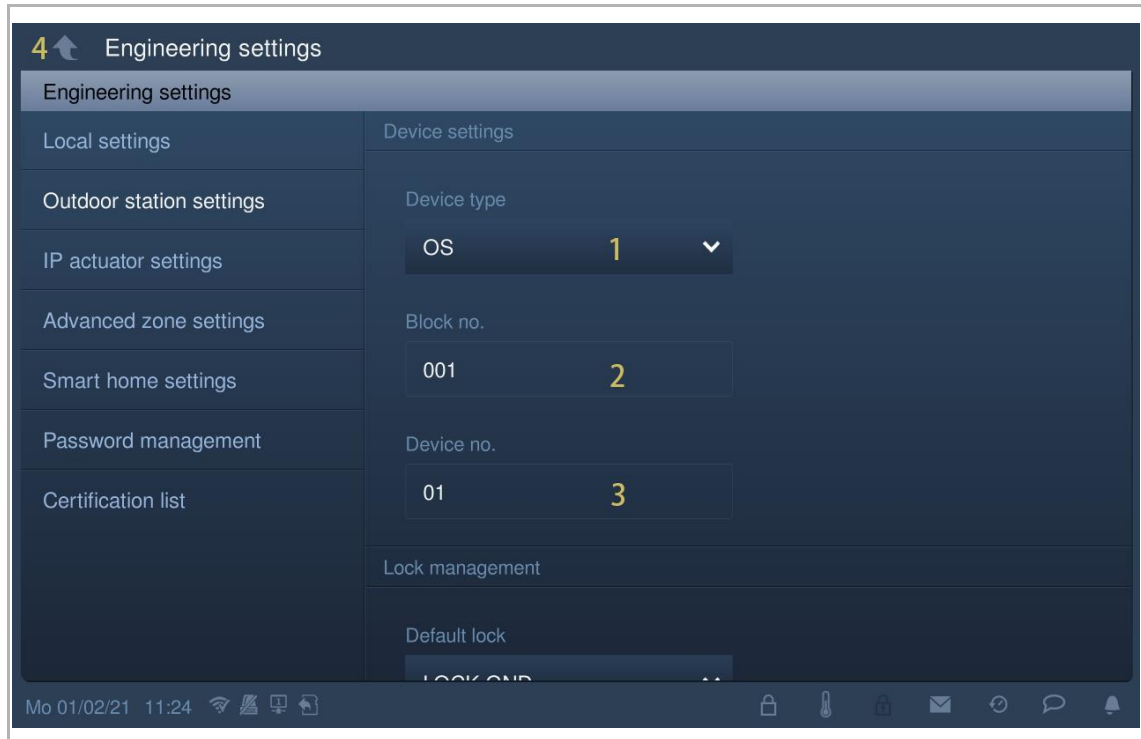 4 Engineering settings
Engineering settings
Local settings
Outdoor station settings
IP actuator settings
Advanced zone settings
Smart home settings
Password management
Certification list
Device settings
Device type
OS 1
Block no.
001 2
Device no.
01 3
Lock management
Default lock
LOCK-GND
Mo 01/02/21 11:24